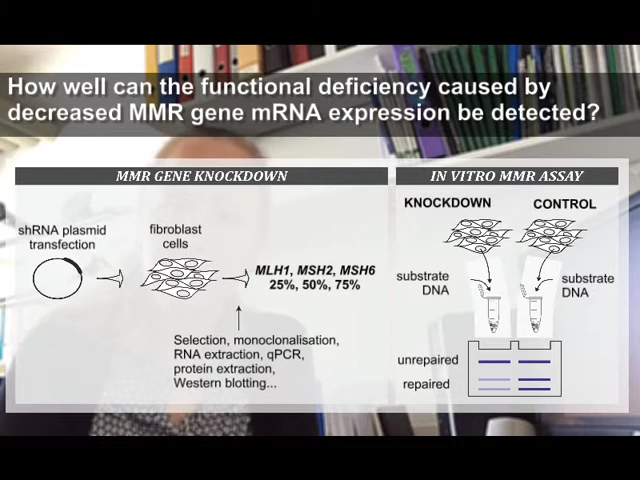 How well can the functional deficiency caused by
decreased MMR gene mRNA expression be detected?
MMR GENE KNOCKDOWN
shRNA plasmid
transfection
fibroblast
cells
MLH1, MSH2, MSH6
25%, 50%, 75%
Selection, monoclonalisation,
RNA extraction, qPCR,
protein extraction,
Western blotting...
IN VITRO MMR ASSAY
KNOCKDOWN
CONTROL
substrate
DNA
substrate
DNA
unrepaired
repaired